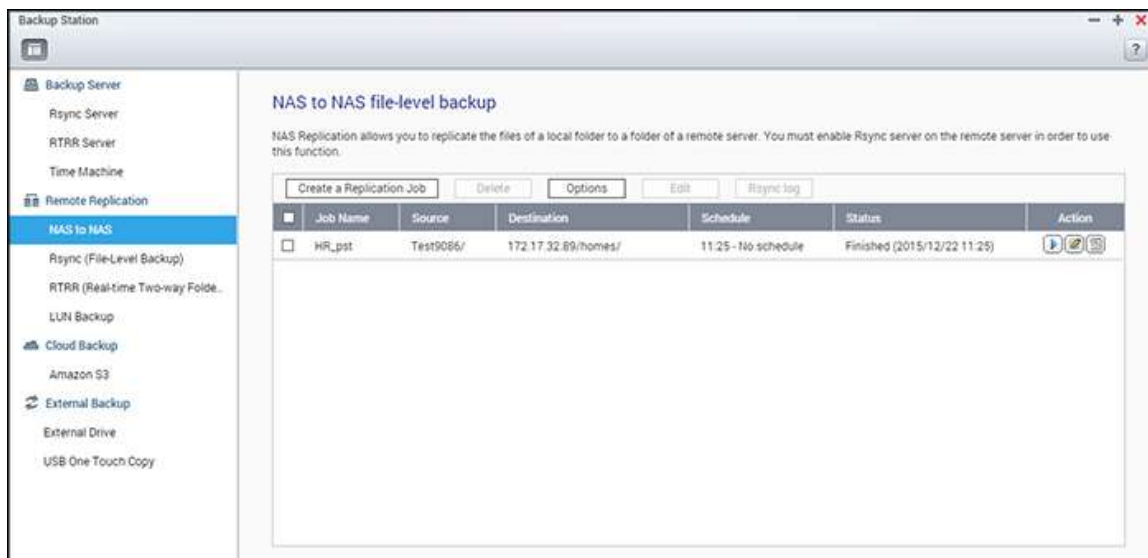 Backup Station
?
Backup Server
Rsync Server
RTRR Server
Time Machine
Remote Replication
NAS to NAS
Rsync (File-Level Backup)
RTRR (Real-time Two-way Folde..
LUN Backup
Cloud Backup
Amazon S3
External Backup
External Drive
USB One Touch Copy
NAS to NAS file-level backup
NAS Replication allows you to replicate the files of a local folder to a folder of a remote server. You must enable Rsync server on the remote server in order to use
this function.
Create a Replication Job Delete Options Edit Rsync log
Job Name Source Destination Schedule Status Action
HR_pst Test9086/ 172.17.32.89/homes/ 11:25 - No schedule Finished (2015/12/22 11:25)